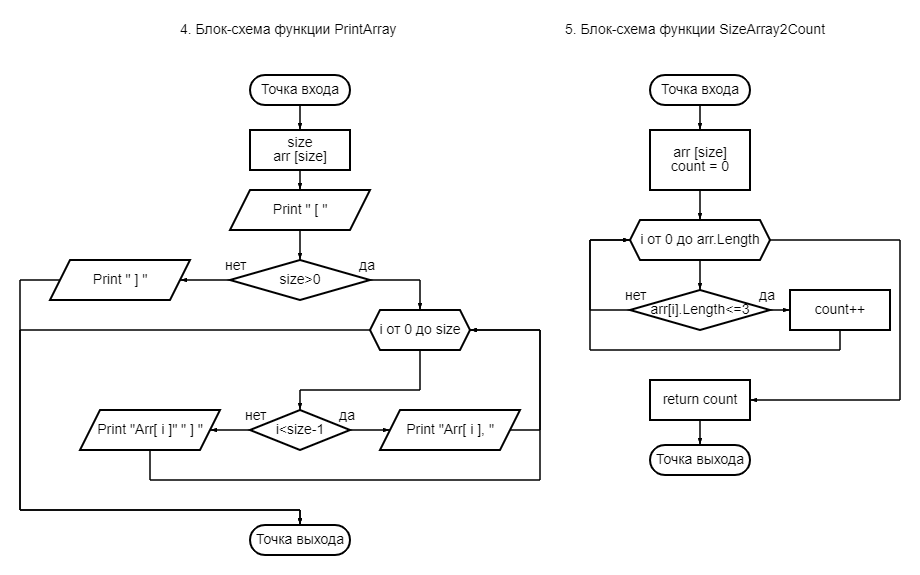 4. Блок-схема функции PrintArray
Точка входа
size
arr [size]
Print " [ "
нет
да
size>0
Print " ] "
i от 0 до size
нет
да
i<size-1
Print "Arr[ i ]" " ] "
Print "Arr[ i ], "
Точка выхода
5. Блок-схема функции SizeArray2Count
Точка входа
arr [size]
count = 0
i от 0 до arr.Length
нет
да
arr[i].Length<=3
count++
return count
Точка выхода